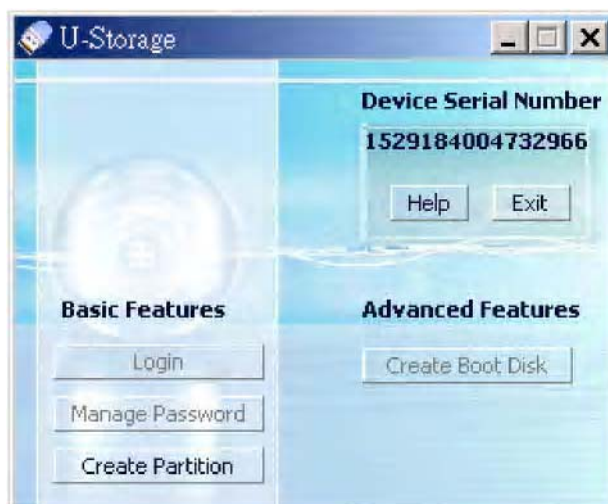 U-Storage
Device Serial Number
1529184004732966
Help Exit
Basic Features
Advanced Features
Login
Create Boot Disk
Manage Password
Create Partition